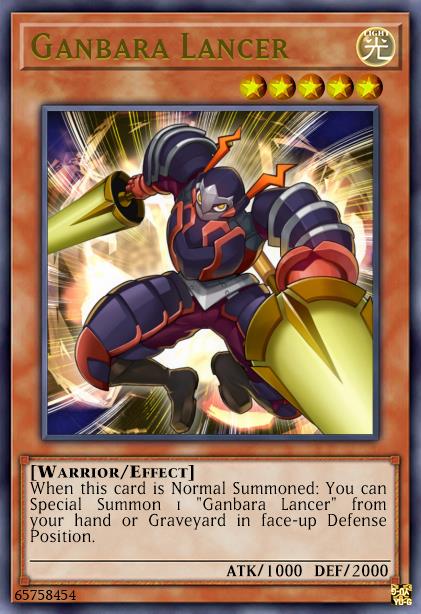 GANBARA LANCER
LIGHT
光
[WARRIOR/EFFECT]
When this card is Normal Summoned: You can
Special Summon 1 "Ganbara Lancer" from
your hand or Graveyard in face-up Defense
Position.
ATK/1000 DEF/2000
65758454